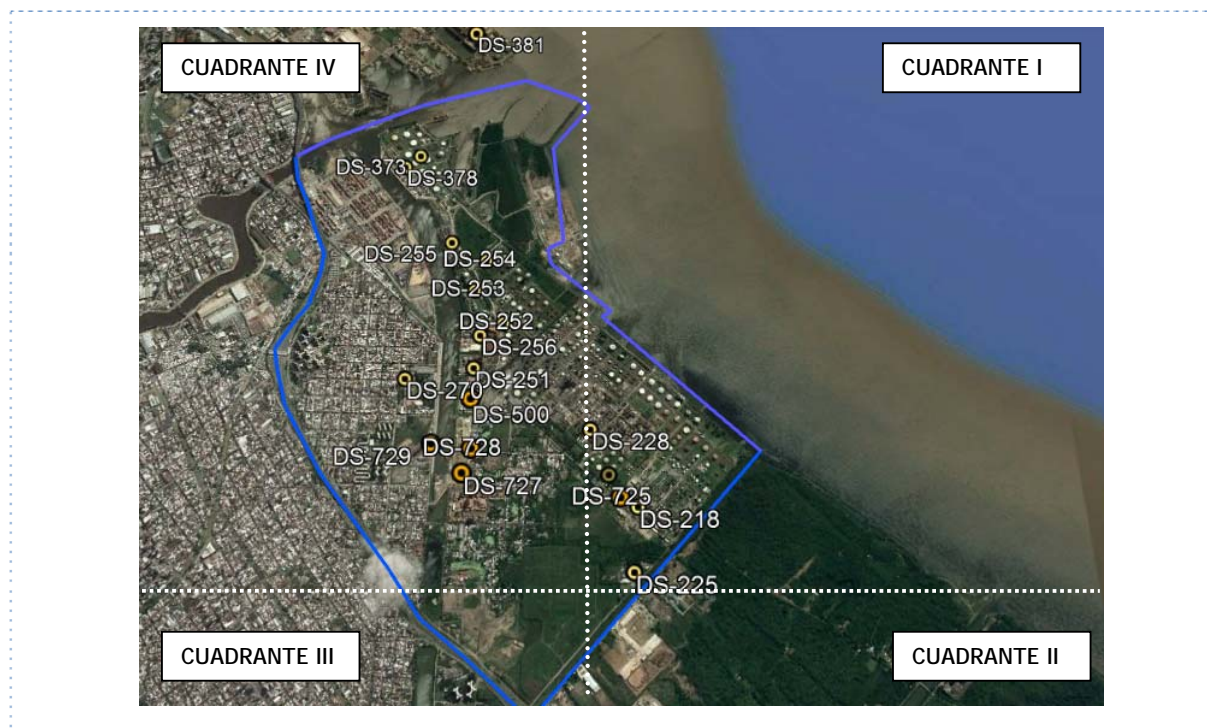 DS-381
CUADRANTE IV
CUADRANTE I
DS-373
DS-378
DS-255
DS-254
DS-253
DS-252
DS-256
DS-251
DS-270
DS-500
DS-228
DS-729
DS-728
DS-727
DS-725
DS-218
DS-225
CUADRANTE III
CUADRANTE II